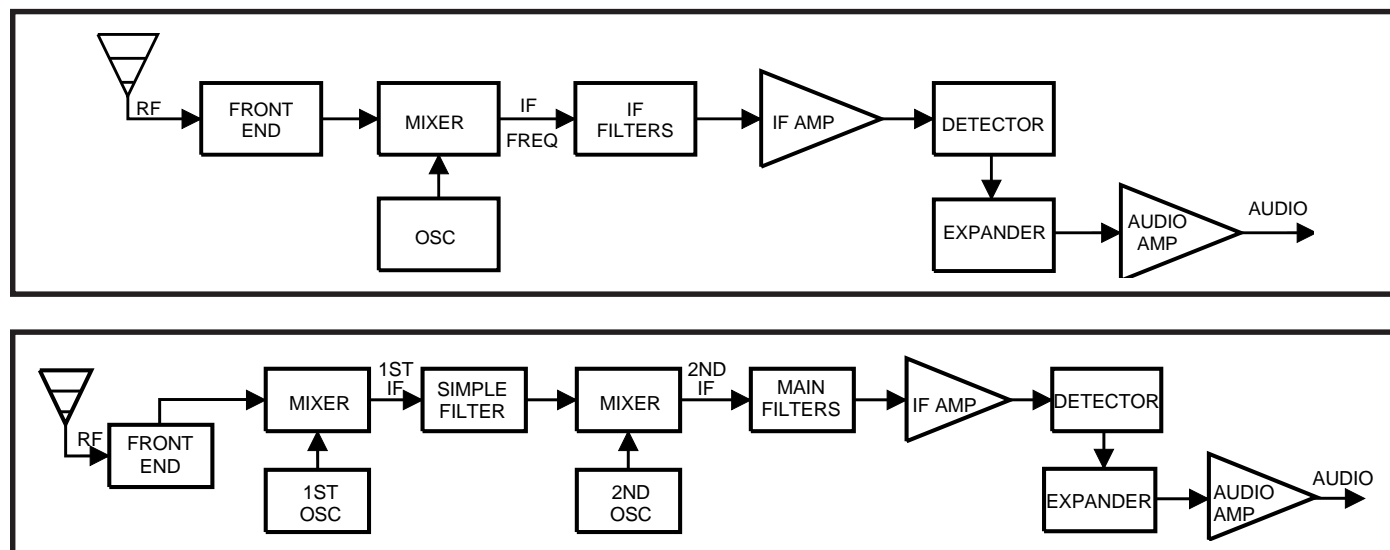 RF
FRONT
END
MIXER
IF
FREQ
IF
FILTERS
IF AMP
DETECTOR
OSC
EXPANDER
AUDIO
AMP
AUDIO
RF
FRONT
END
MIXER
1ST
IF
SIMPLE
FILTER
MIXER
2ND
IF
MAIN
FILTERS
IF AMP
DETECTOR
1ST
OSC
2ND
OSC
EXPANDER
AUDIO
AMP
AUDIO